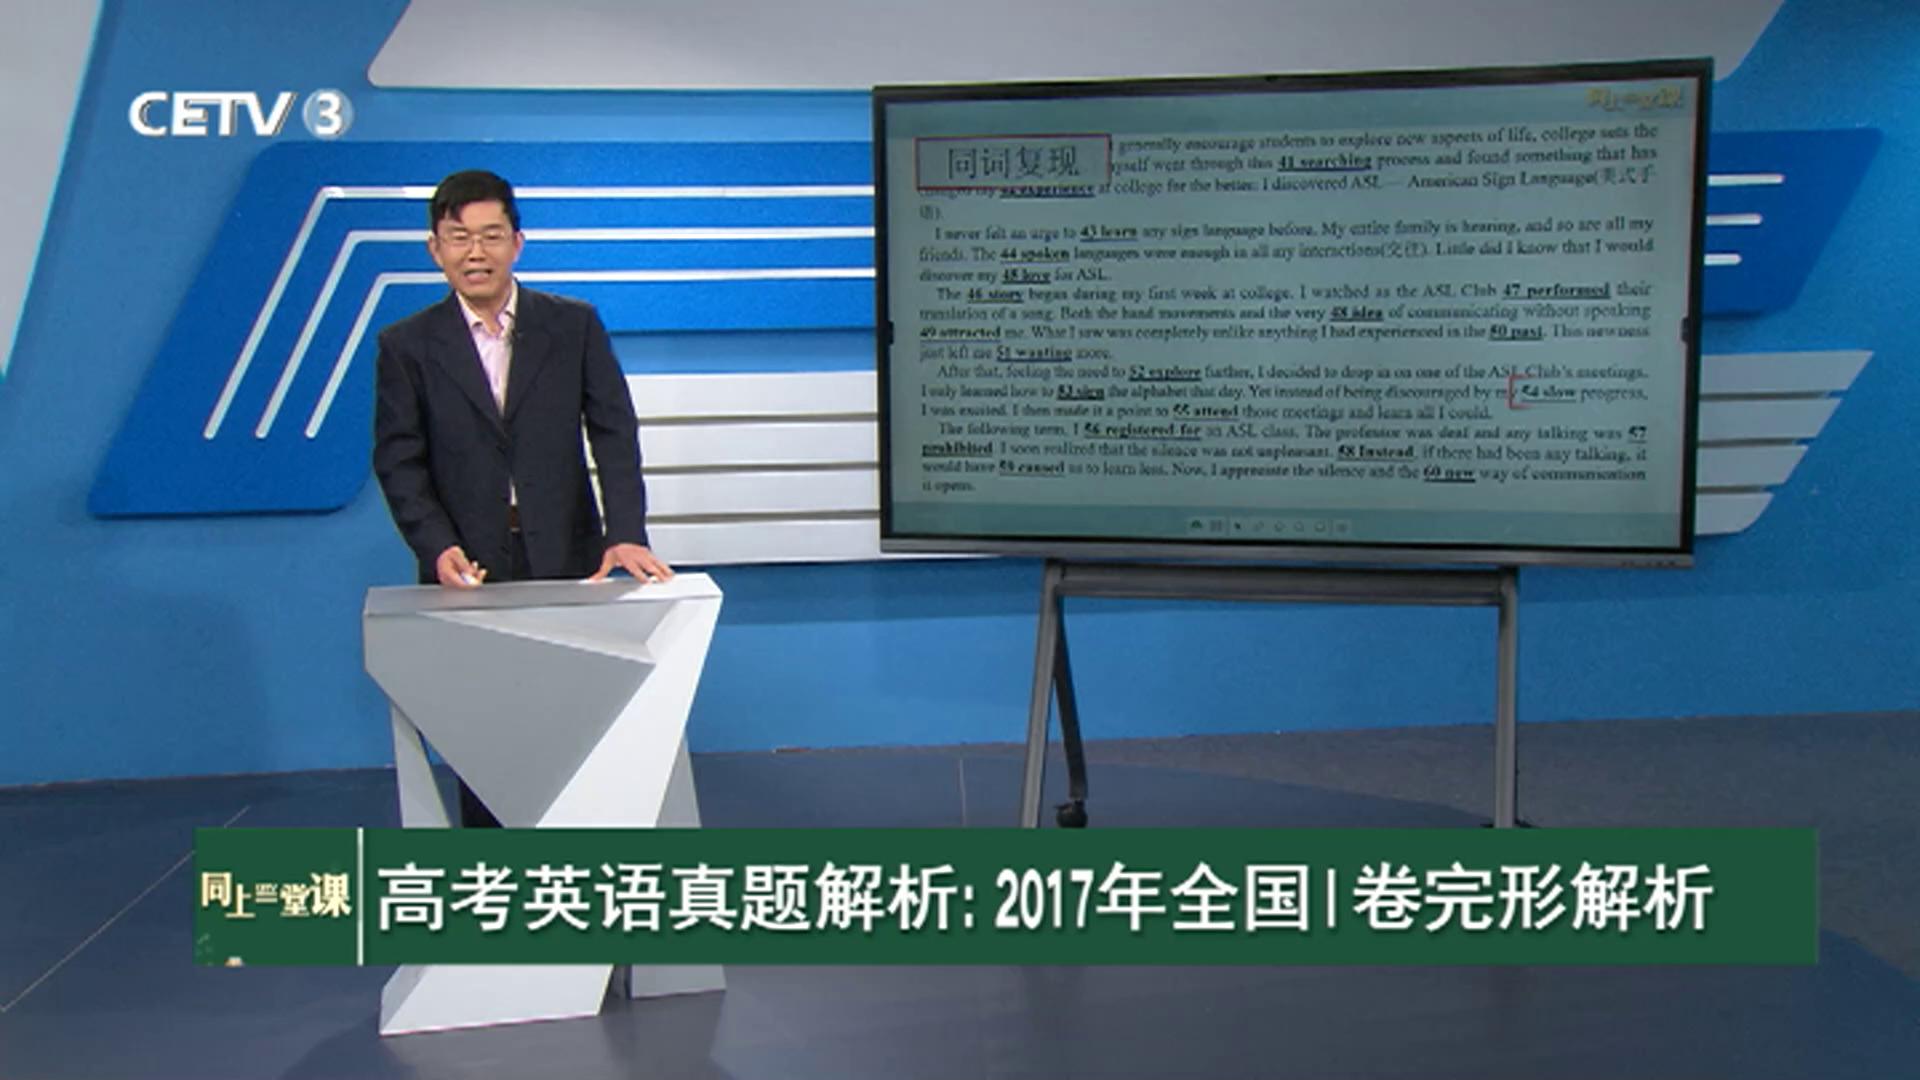 CETV 3
同上一堂课
同词复现
generally encourage students to explore new aspects of life, college sets the
myself went through this 41 searching process and found something that has
my 42 experience at college for the better: I discovered ASL — American Sign Language(美式手
语).
I never felt an urge to 43 learn any sign language before. My entire family is hearing, and so are all my
friends. The 44 spoken languages were enough in all my interactions(交往). Little did I know that I would
discover my 45 love for ASL.
The 46 story began during my first week at college. I watched as the ASL Club 47 performed their
translation of a song. Both the hand movements and the very 48 idea of communicating without speaking
49 attracted me. What I saw was completely unlike anything I had experienced in the 50 past. This newness
just left me 51 wanting more.
After that, feeling the need to 52 explore further, I decided to drop in on one of the ASL Club's meetings.
I only learned how to 53 sign the alphabet that day. Yet instead of being discouraged by my 54 slow progress,
I was excited. I then made it a point to 55 attend those meetings and learn all I could.
The following term, I 56 registered for an ASL class. The professor was deaf and any talking was 57
prohibited. I soon realized that the silence was not unpleasant. 58 Instead, if there had been any talking, it
would have 59 caused us to learn less. Now, I appreciate the silence and the 60 new way of communication
it opens.
同上一堂课
高考英语真题解析: 2017年全国I卷完形解析